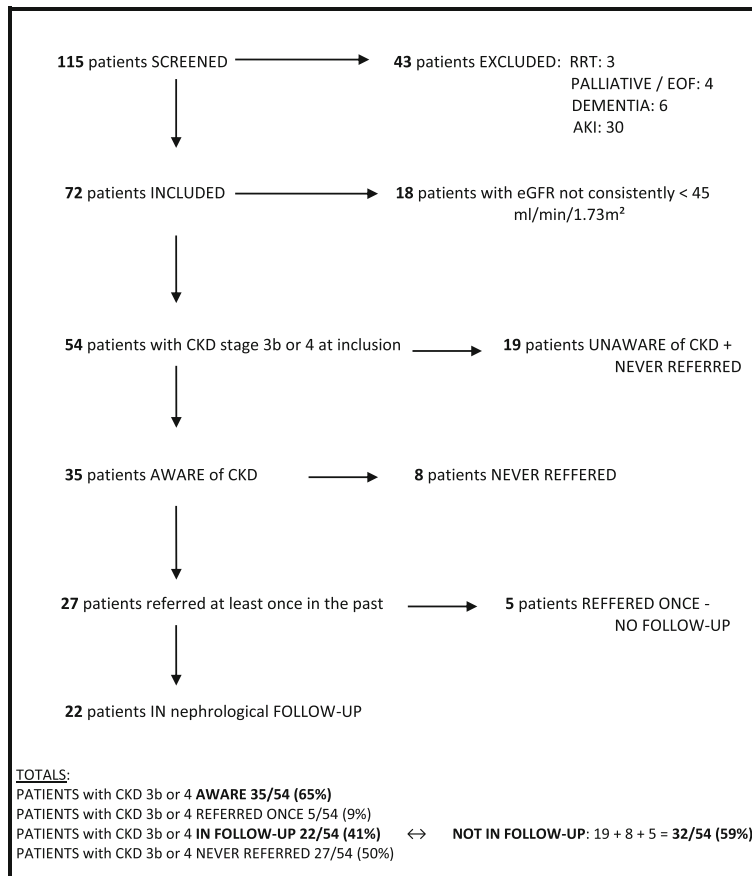 115 patients SCREENED
43 patients EXCLUDED: RRT: 3
PALLIATIVE / EOF: 4
DEMENTIA: 6
AKI: 30
72 patients INCLUDED
18 patients with eGFR not consistently < 45
ml/min/1.73m²
54 patients with CKD stage 3b or 4 at inclusion
19 patients UNAWARE of CKD +
NEVER REFERRED
35 patients AWARE of CKD
8 patients NEVER REFFERED
27 patients referred at least once in the past
5 patients REFFERED ONCE -
NO FOLLOW-UP
22 patients IN nephrological FOLLOW-UP
TOTALS:
PATIENTS with CKD 3b or 4 AWARE 35/54 (65%)
PATIENTS with CKD 3b or 4 REFERRED ONCE 5/54 (9%)
PATIENTS with CKD 3b or 4 IN FOLLOW-UP 22/54 (41%) ↔ NOT IN FOLLOW-UP: 19 + 8 + 5 = 32/54 (59%)
PATIENTS with CKD 3b or 4 NEVER REFERRED 27/54 (50%)